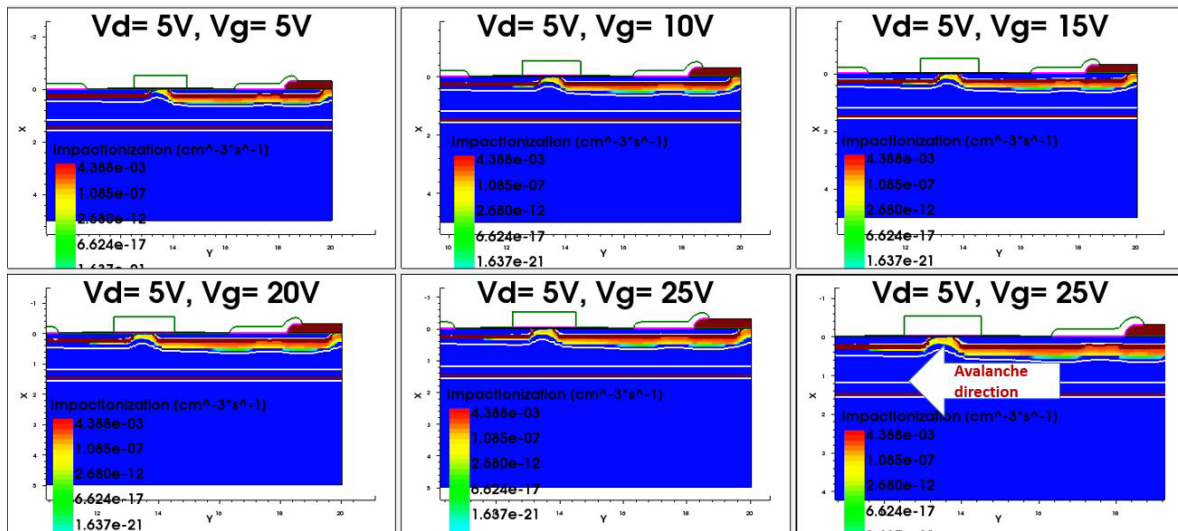 Vd= 5V, Vg= 5V
-2
0
2
4
X
Impactionization (cm^-3*s^-1)
4.388e-03
1.085e-07
2.680e-12
6.624e-17
1.637e-21
12
14
16
18
20
Y
Vd= 5V, Vg= 10V
0
2
4
X
Impactionization (cm^-3*s^-1)
4.388e-03
1.085e-07
2.680e-12
6.624e-17
1.637e-21
10
14
16
18
20
Y
Vd= 5V, Vg= 15V
-2
0
2
4
X
Impactionization (cm^-3*s^-1)
4.388e-03
1.085e-07
2.680e-12
6.624e-17
1.637e-21
14
16
18
20
Y
Vd= 5V, Vg= 20V
-1
0
1
2
3
4
5
X
Impactionization (cm^-3*s^-1)
4.388e-03
1.085e-07
2.680e-12
6.624e-17
1.637e-21
14
16
18
20
Y
Vd= 5V, Vg= 25V
-1
0
1
2
3
4
5
X
Impactionization (cm^-3*s^-1)
4.388e-03
1.085e-07
2.680e-12
6.624e-17
1.637e-21
14
16
18
20
Y
Vd= 5V, Vg= 25V
-1
0
1
2
3
4
X
Avalanche
direction
Impactionization (cm^-3*s^-1)
4.388e-03
1.085e-07
2.680e-12
6.624e-17
14
16
18
Y